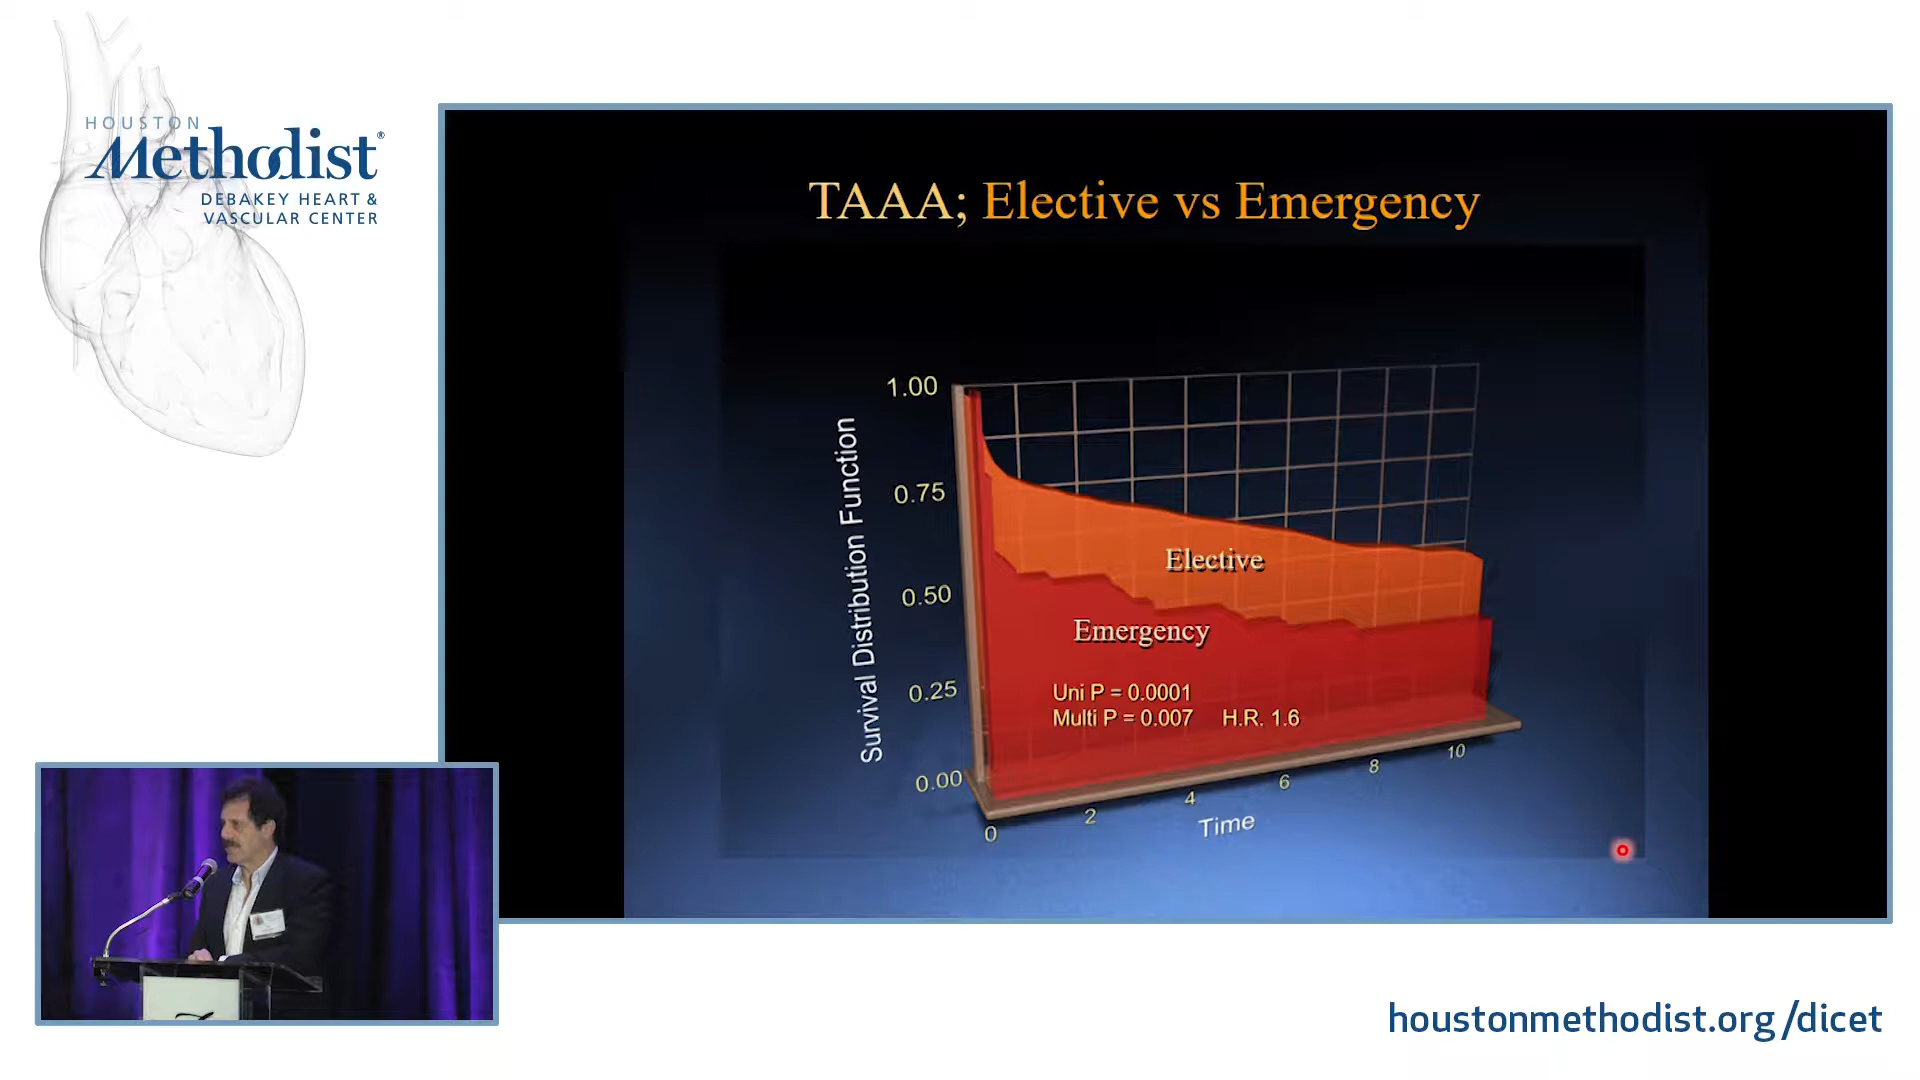 HOUSTON
Methodist®
DEBAKEY HEART &
VASCULAR CENTER
TAAA; Elective vs Emergency
Survival Distribution Function
1.00
0.75
0.50
0.25
0.00
Elective
Emergency
Uni P = 0.0001
Multi P = 0.007 H.R. 1.6
0 2 4 6 8 10
Time
houstonmethodist.org/dicet